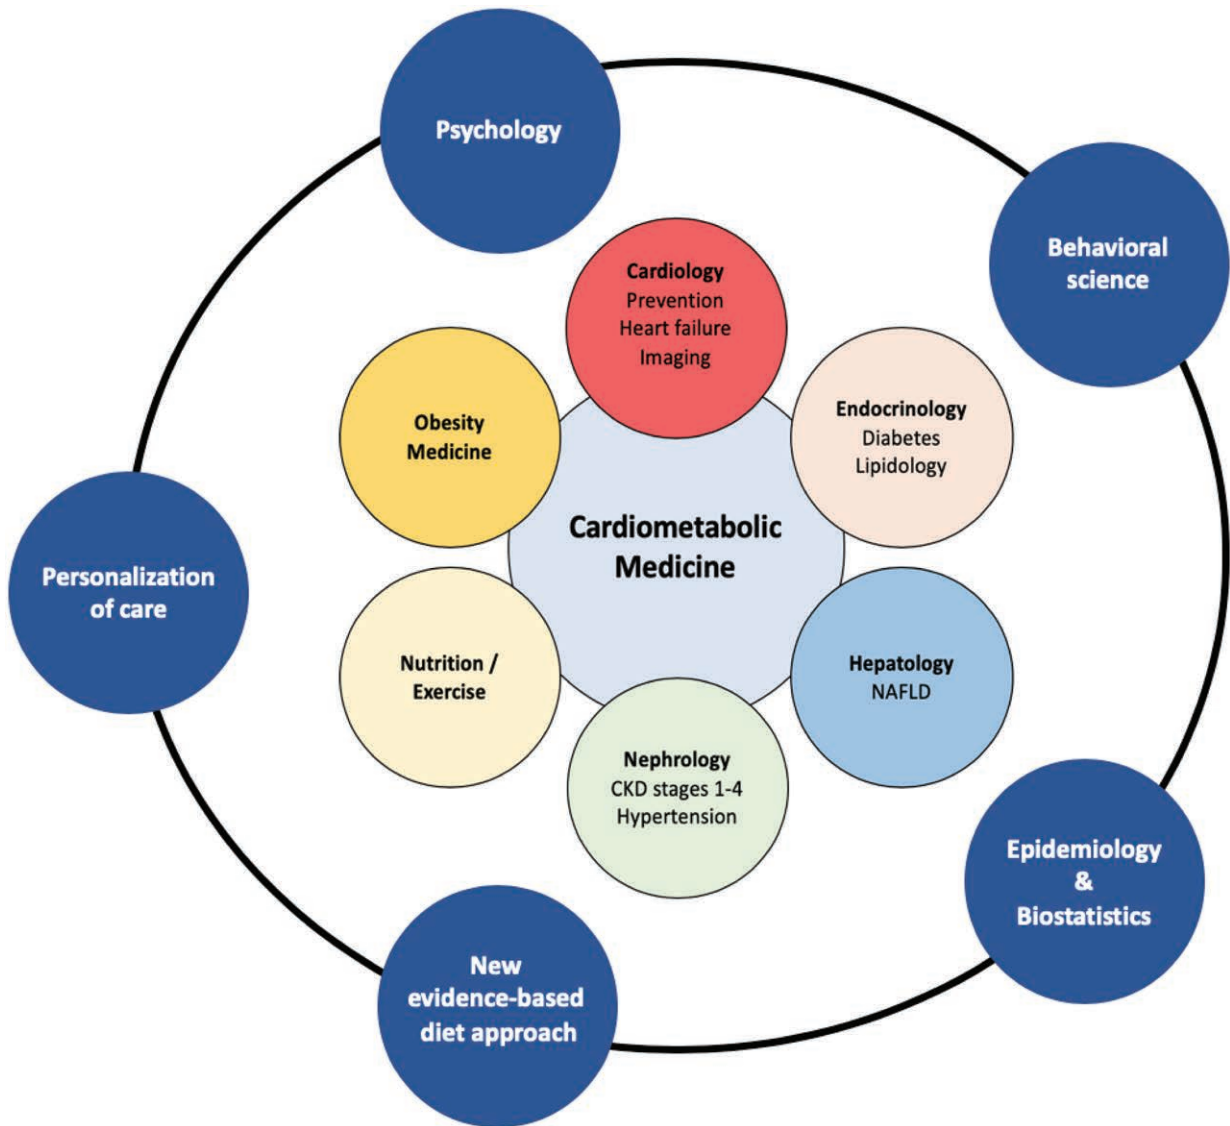 Psychology
Behavioral
science
Cardiology
Prevention
Heart failure
Imaging
Obesity
Medicine
Endocrinology
Diabetes
Lipidology
Cardiometabolic
Medicine
Personalization
of care
Nutrition /
Exercise
Hepatology
NAFLD
Nephrology
CKD stages 1-4
Hypertension
Epidemiology
&
Biostatistics
New
evidence-based
diet approach